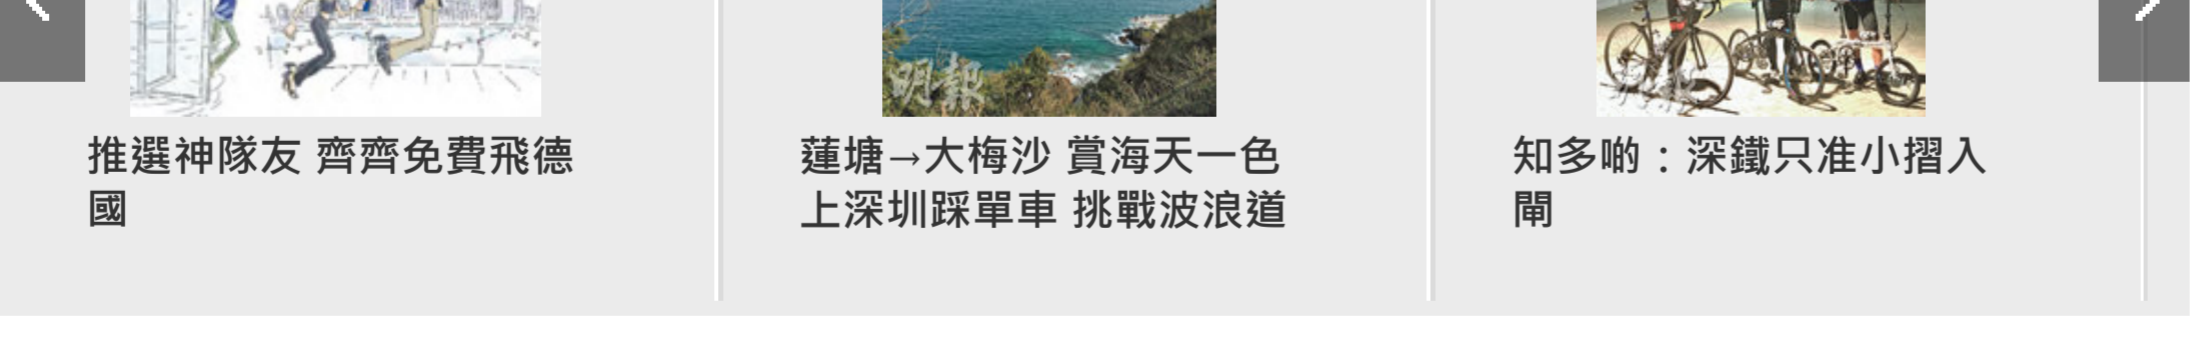 明報
推選神隊友 齊齊免費飛德
國
蓮塘→大梅沙 賞海天一色
上深圳踩單車 挑戰波浪道
知多啲：深鐵只准小摺入
閘